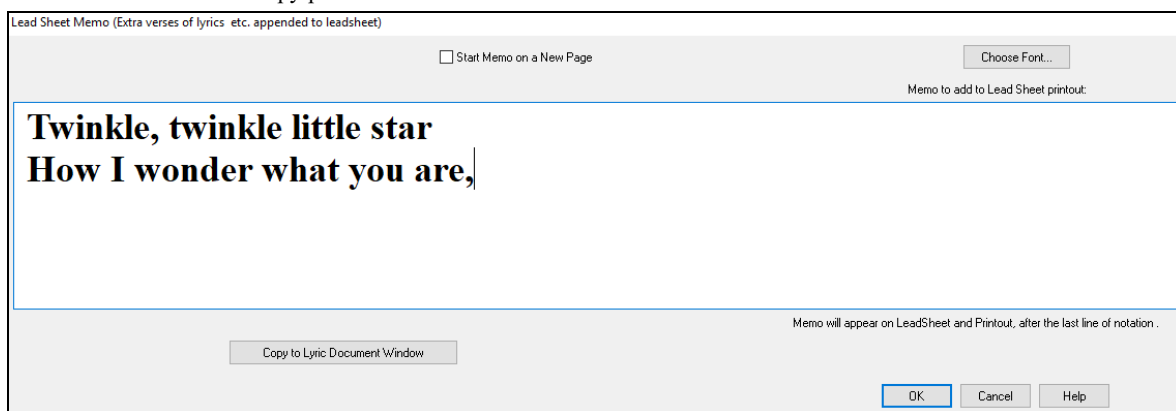 Lead Sheet Memo (Extra verses of lyrics etc. appended to leadsheet)
Start Memo on a New Page
Choose Font...
Memo to add to Lead Sheet printout:
Twinkle, twinkle little star
How I wonder what you are,
Memo will appear on LeadSheet and Printout, after the last line of notation .
Copy to Lyric Document Window
OK Cancel Help